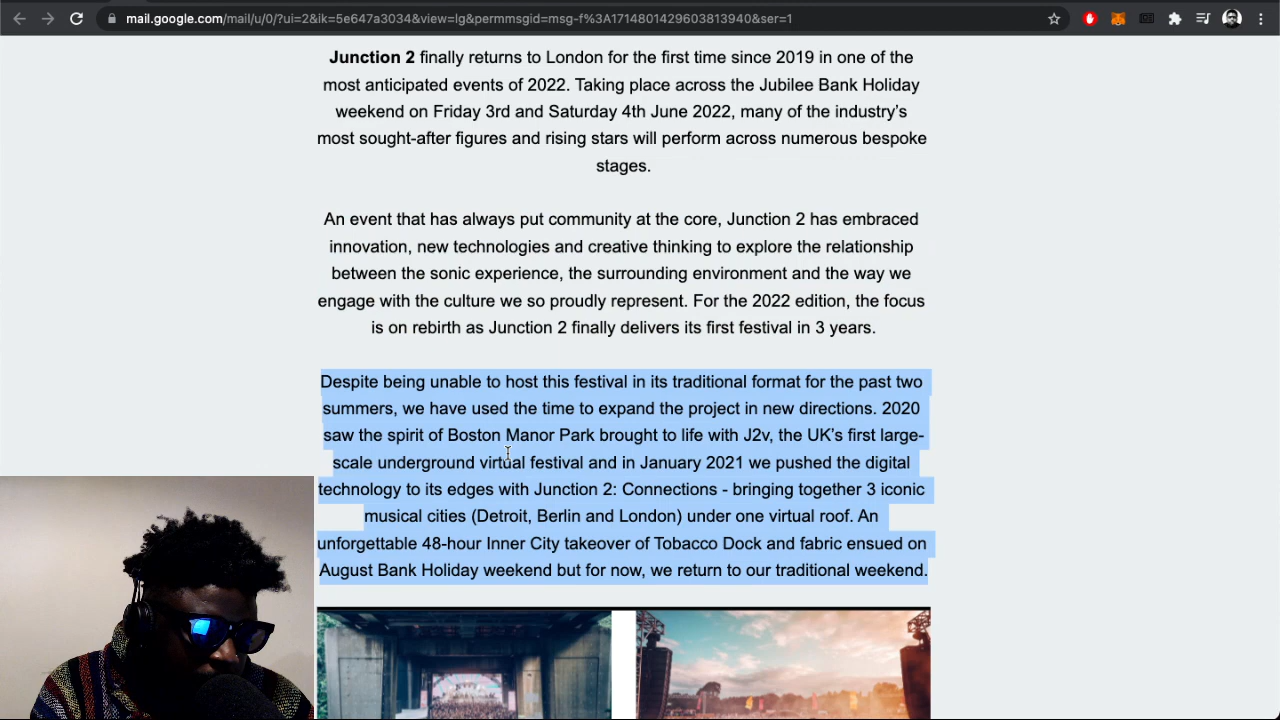 mail.google.com/mail/u/0/?ui=2&ik=5e647a3034&view=lg&permmsgid=msg-f%3A1714801429603813940&ser=1
Junction 2 finally returns to London for the first time since 2019 in one of the
most anticipated events of 2022. Taking place across the Jubilee Bank Holiday
weekend on Friday 3rd and Saturday 4th June 2022, many of the industry’s
most sought-after figures and rising stars will perform across numerous bespoke
stages.
An event that has always put community at the core, Junction 2 has embraced
innovation, new technologies and creative thinking to explore the relationship
between the sonic experience, the surrounding environment and the way we
engage with the culture we so proudly represent. For the 2022 edition, the focus
is on rebirth as Junction 2 finally delivers its first festival in 3 years.
Despite being unable to host this festival in its traditional format for the past two
summers, we have used the time to expand the project in new directions. 2020
saw the spirit of Boston Manor Park brought to life with J2v, the UK’s first large-
scale underground virtual festival and in January 2021 we pushed the digital
technology to its edges with Junction 2: Connections - bringing together 3 iconic
musical cities (Detroit, Berlin and London) under one virtual roof. An
unforgettable 48-hour Inner City takeover of Tobacco Dock and fabric ensued on
August Bank Holiday weekend but for now, we return to our traditional weekend.